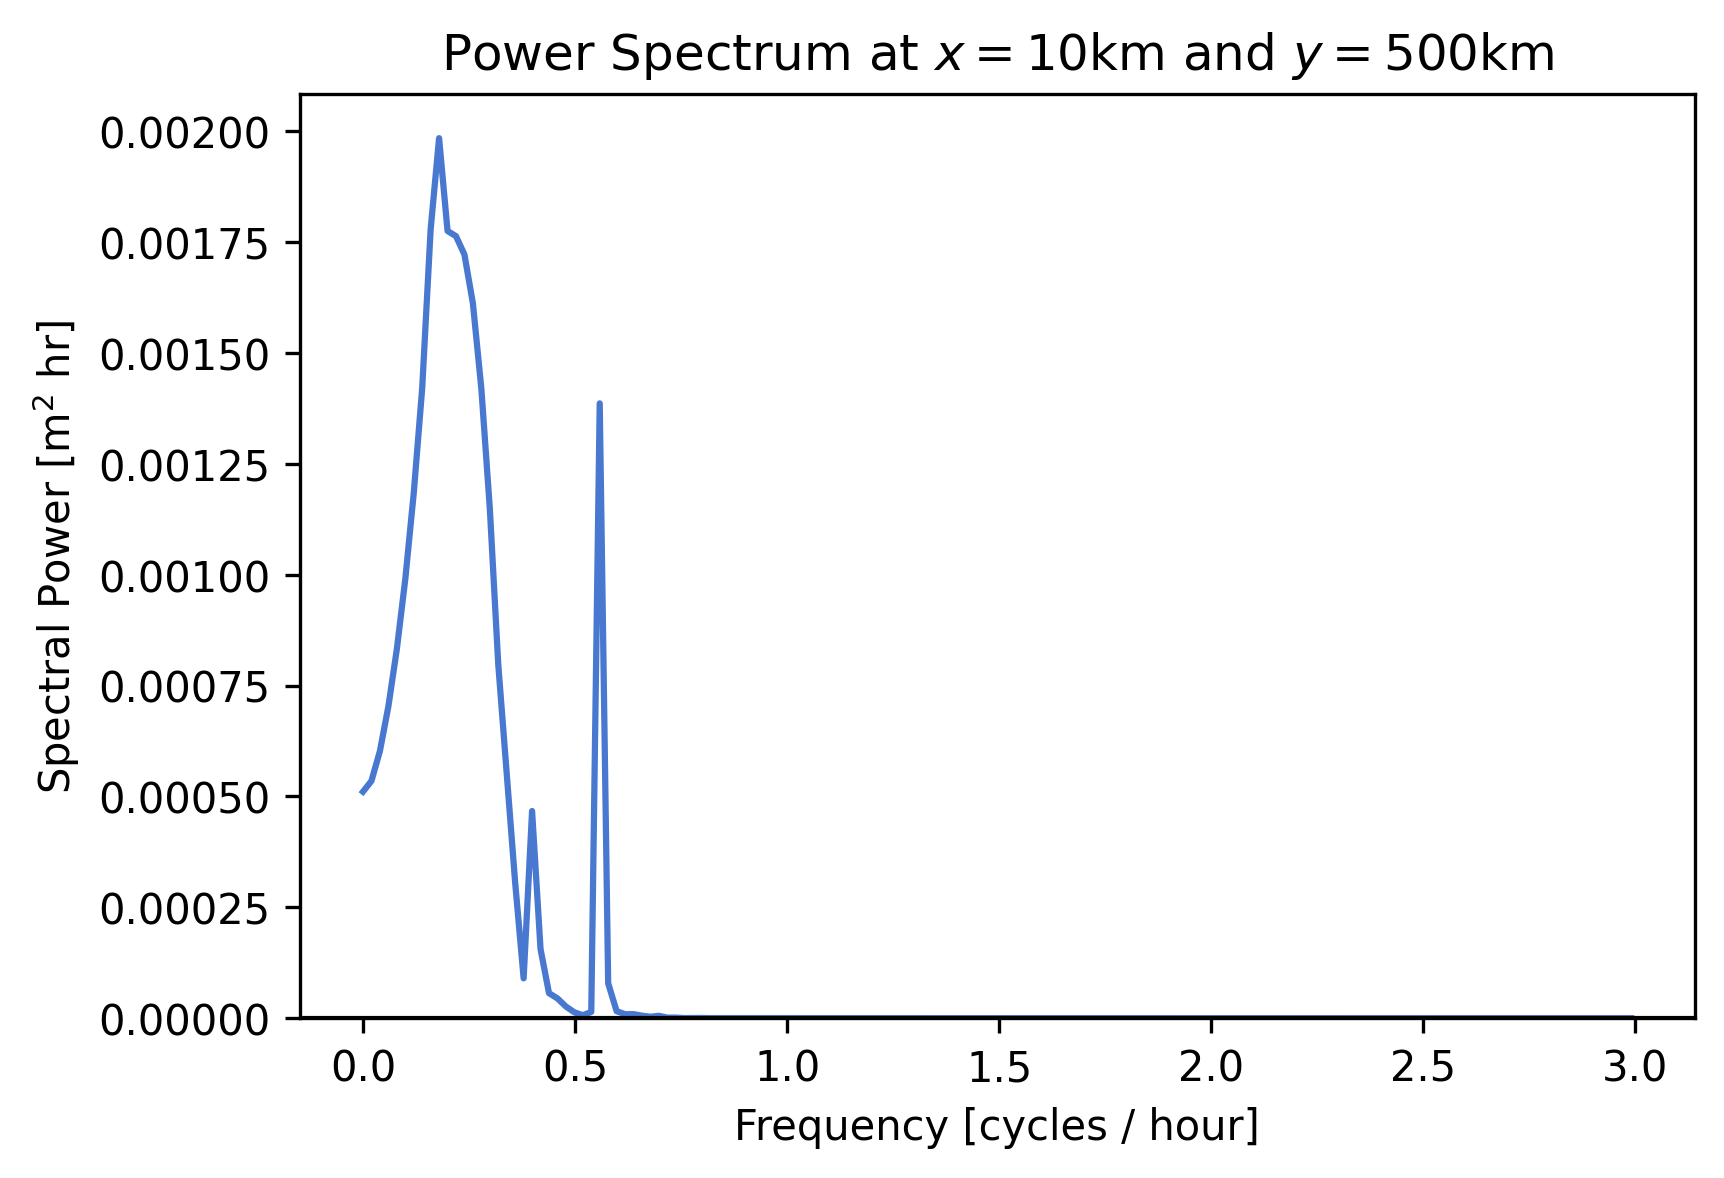 Power Spectrum at x = 10km and y = 500km
0.00200
0.00175
0.00150
0.00125
0.00100
0.00075
0.00050
0.00025
0.00000
Spectral Power [m² hr]
0.0 0.5 1.0 1.5 2.0 2.5 3.0
Frequency [cycles / hour]